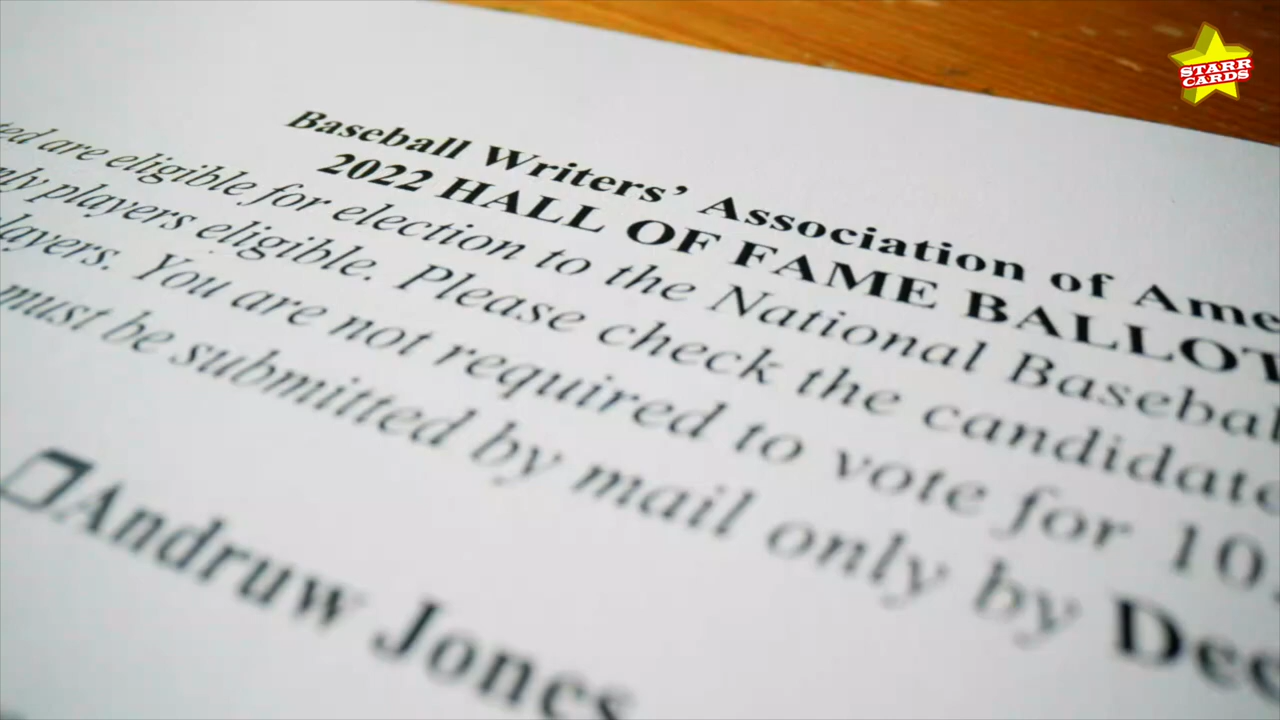 Baseball Writers’ Association of Ame
2022 HALL OF FAME BALLOT
ted are eligible for election to the National Basebal
nly players eligible. Please check the candidate
layers. You are not required to vote for 10.
must be submitted by mail only by Dec
Andruw Jones
STARR
CARDS